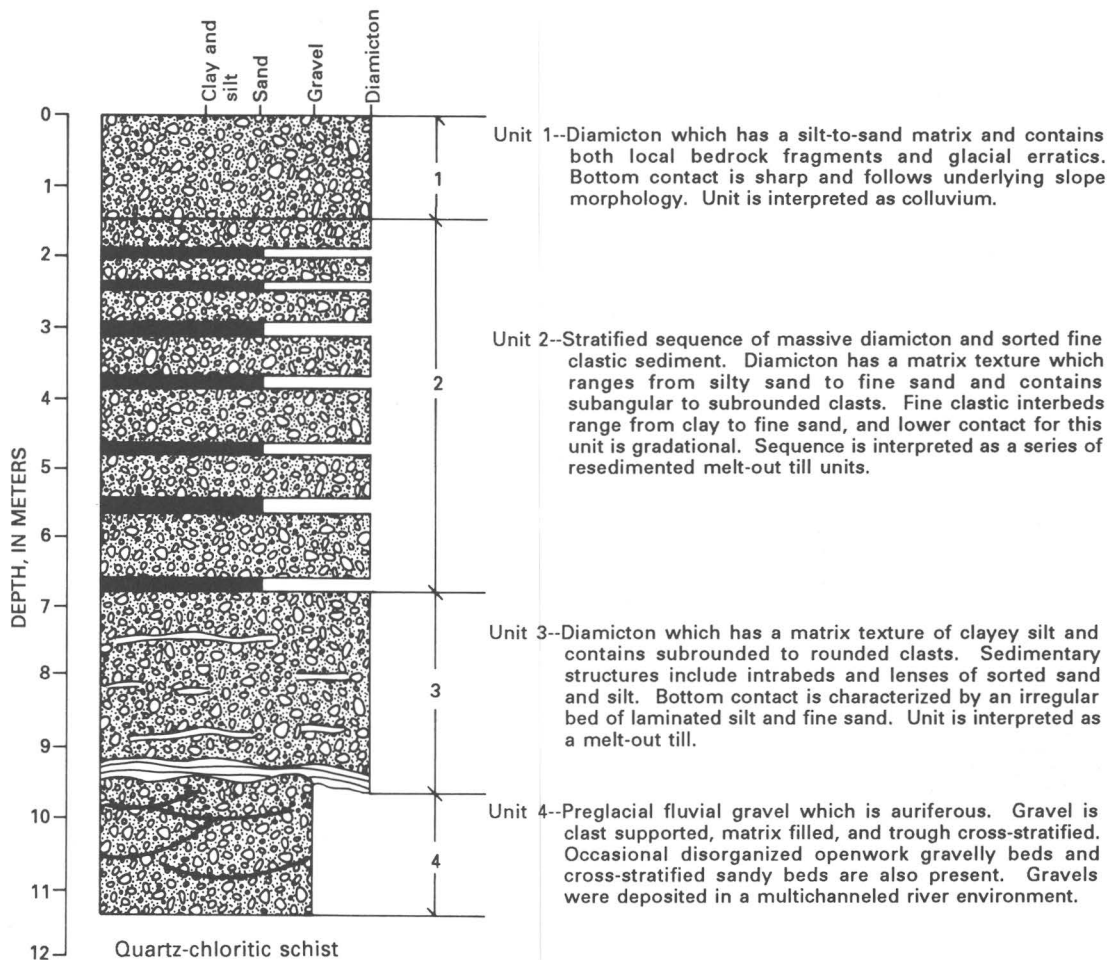 Clay and
silt
Sand
Gravel
Diamicton
0
1
2
3
4
5
6
7
8
9
10
11
12
DEPTH, IN METERS
1
2
3
4
Unit 1--Diamicton which has a silt-to-sand matrix and contains
both local bedrock fragments and glacial erratics.
Bottom contact is sharp and follows underlying slope
morphology. Unit is interpreted as colluvium.
Unit 2--Stratified sequence of massive diamicton and sorted fine
clastic sediment. Diamicton has a matrix texture which
ranges from silty sand to fine sand and contains
subangular to subrounded clasts. Fine clastic interbeds
range from clay to fine sand, and lower contact for this
unit is gradational. Sequence is interpreted as a series of
resedimented melt-out till units.
Unit 3--Diamicton which has a matrix texture of clayey silt and
contains subrounded to rounded clasts. Sedimentary
structures include intrabeds and lenses of sorted sand
and silt. Bottom contact is characterized by an irregular
bed of laminated silt and fine sand. Unit is interpreted as
a melt-out till.
Unit 4--Preglacial fluvial gravel which is auriferous. Gravel is
clast supported, matrix filled, and trough cross-stratified.
Occasional disorganized openwork gravelly beds and
cross-stratified sandy beds are also present. Gravels
were deposited in a multichanneled river environment.
Quartz-chloritic schist